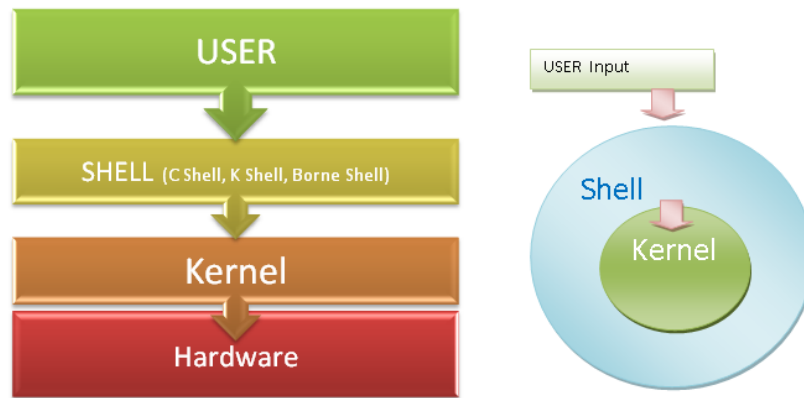 USER
SHELL (C Shell, K Shell, Borne Shell)
Kernel
Hardware
USER Input
Shell
Kernel